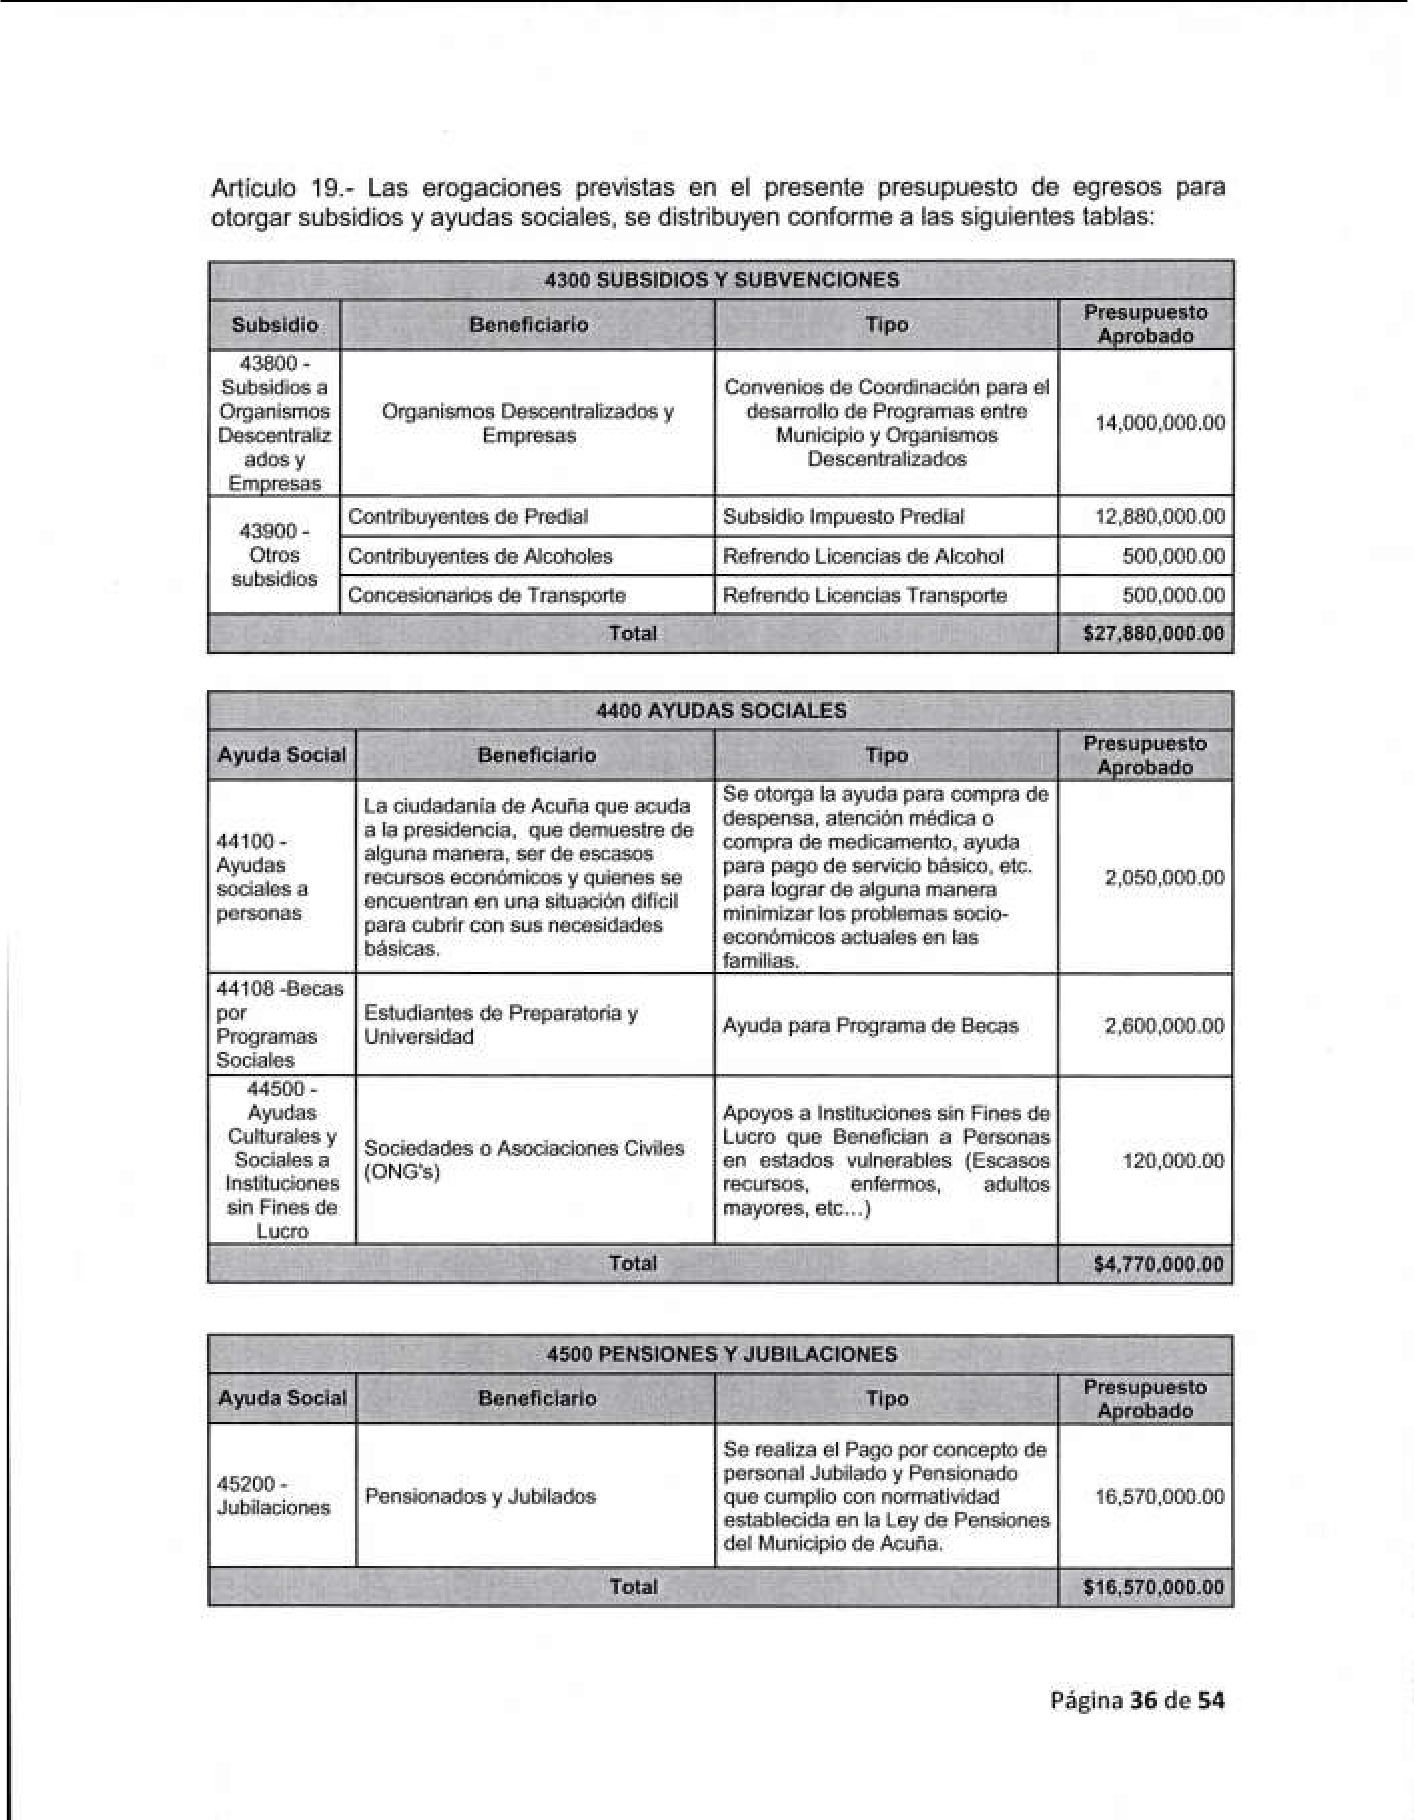 Artículo 19.- Las erogaciones previstas en el presente presupuesto de egresos para
otorgar subsidios y ayudas sociales, se distribuyen conforme a las siguientes tablas:
4300 SUBSIDIOS Y SUBVENCIONES
Subsidio Beneficiario Tipo Presupuesto
Aprobado
43800 -
Subsidios a
Organismos
Descentraliz
ados y
Empresas
Organismos Descentralizados y
Empresas
Convenios de Coordinación para el
desarrollo de Programas entre
Municipio y Organismos
Descentralizados
14,000,000.00
43900 -
Otros
subsidios
Contribuyentes de Predial Subsidio Impuesto Predial 12,880,000.00
Contribuyentes de Alcoholes Refrendo Licencias de Alcohol 500,000.00
Concesionarios de Transporte Refrendo Licencias Transporte 500,000.00
Total $27,880,000.00
4400 AYUDAS SOCIALES
Ayuda Social Beneficiario Tipo Presupuesto
Aprobado
44100 -
Ayudas
sociales a
personas
La ciudadanía de Acuña que acuda
a la presidencia, que demuestre de
alguna manera, ser de escasos
recursos económicos y quienes se
encuentran en una situación difícil
para cubrir con sus necesidades
básicas.
Se otorga la ayuda para compra de
despensa, atención médica o
compra de medicamento, ayuda
para pago de servicio básico, etc.
para lograr de alguna manera
minimizar los problemas socio-
económicos actuales en las
familias.
2,050,000.00
44108 -Becas
por
Programas
Sociales
Estudiantes de Preparatoria y
Universidad
Ayuda para Programa de Becas
2,600,000.00
44500 -
Ayudas
Culturales y
Sociales a
Instituciones
sin Fines de
Lucro
Sociedades o Asociaciones Civiles
(ONG's)
Apoyos a Instituciones sin Fines de
Lucro que Benefician a Personas
en estados vulnerables (Escasos
recursos, enfermos, adultos
mayores, etc...)
120,000.00
Total $4,770,000.00
4500 PENSIONES Y JUBILACIONES
Ayuda Social Beneficiario Tipo Presupuesto
Aprobado
45200 -
Jubilaciones
Pensionados y Jubilados
Se realiza el Pago por concepto de
personal Jubilado y Pensionado
que cumplio con normatividad
establecida en la Ley de Pensiones
del Municipio de Acuña.
16,570,000.00
Total $16,570,000.00
Página 36 de 54